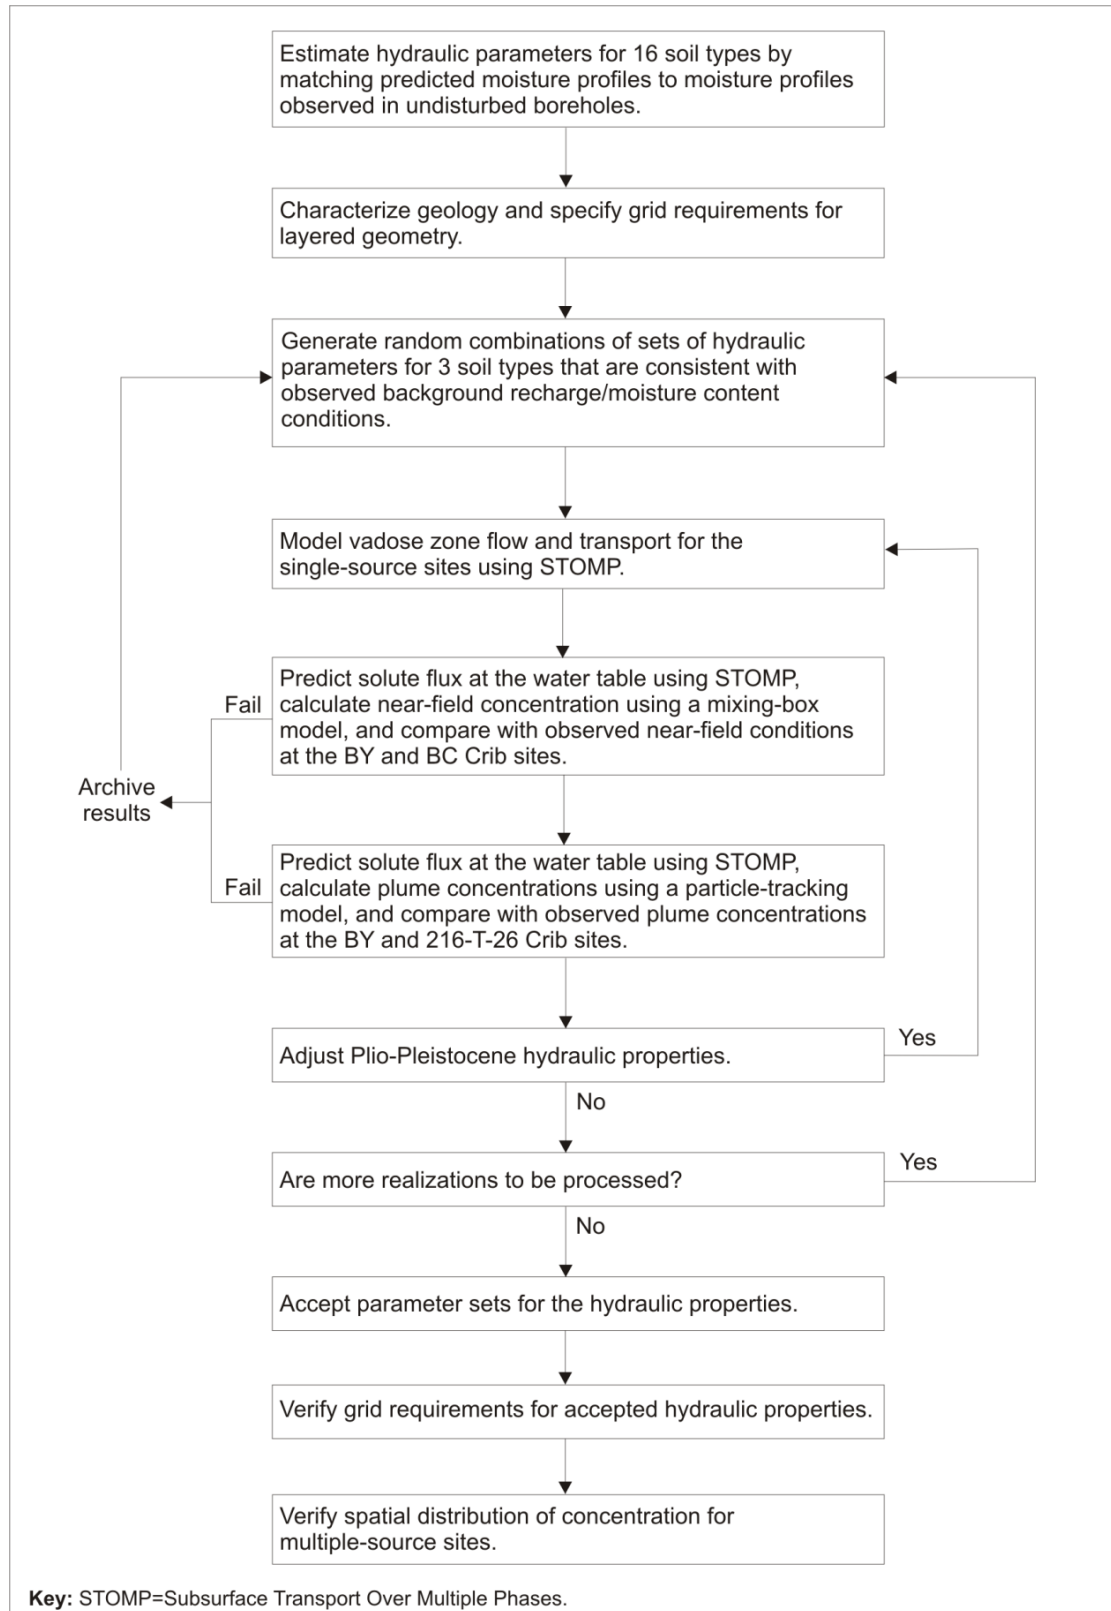 Estimate hydraulic parameters for 16 soil types by
matching predicted moisture profiles to moisture profiles
observed in undisturbed boreholes.
Characterize geology and specify grid requirements for
layered geometry.
Generate random combinations of sets of hydraulic
parameters for 3 soil types that are consistent with
observed background recharge/moisture content
conditions.
Model vadose zone flow and transport for the
single-source sites using STOMP.
Predict solute flux at the water table using STOMP,
calculate near-field concentration using a mixing-box
model, and compare with observed near-field conditions
at the BY and BC Crib sites.
Fail
Archive
results
Predict solute flux at the water table using STOMP,
calculate plume concentrations using a particle-tracking
model, and compare with observed plume concentrations
at the BY and 216-T-26 Crib sites.
Fail
Adjust Plio-Pleistocene hydraulic properties.
Yes
No
Are more realizations to be processed?
Yes
No
Accept parameter sets for the hydraulic properties.
Verify grid requirements for accepted hydraulic properties.
Verify spatial distribution of concentration for
multiple-source sites.
Key: STOMP=Subsurface Transport Over Multiple Phases.